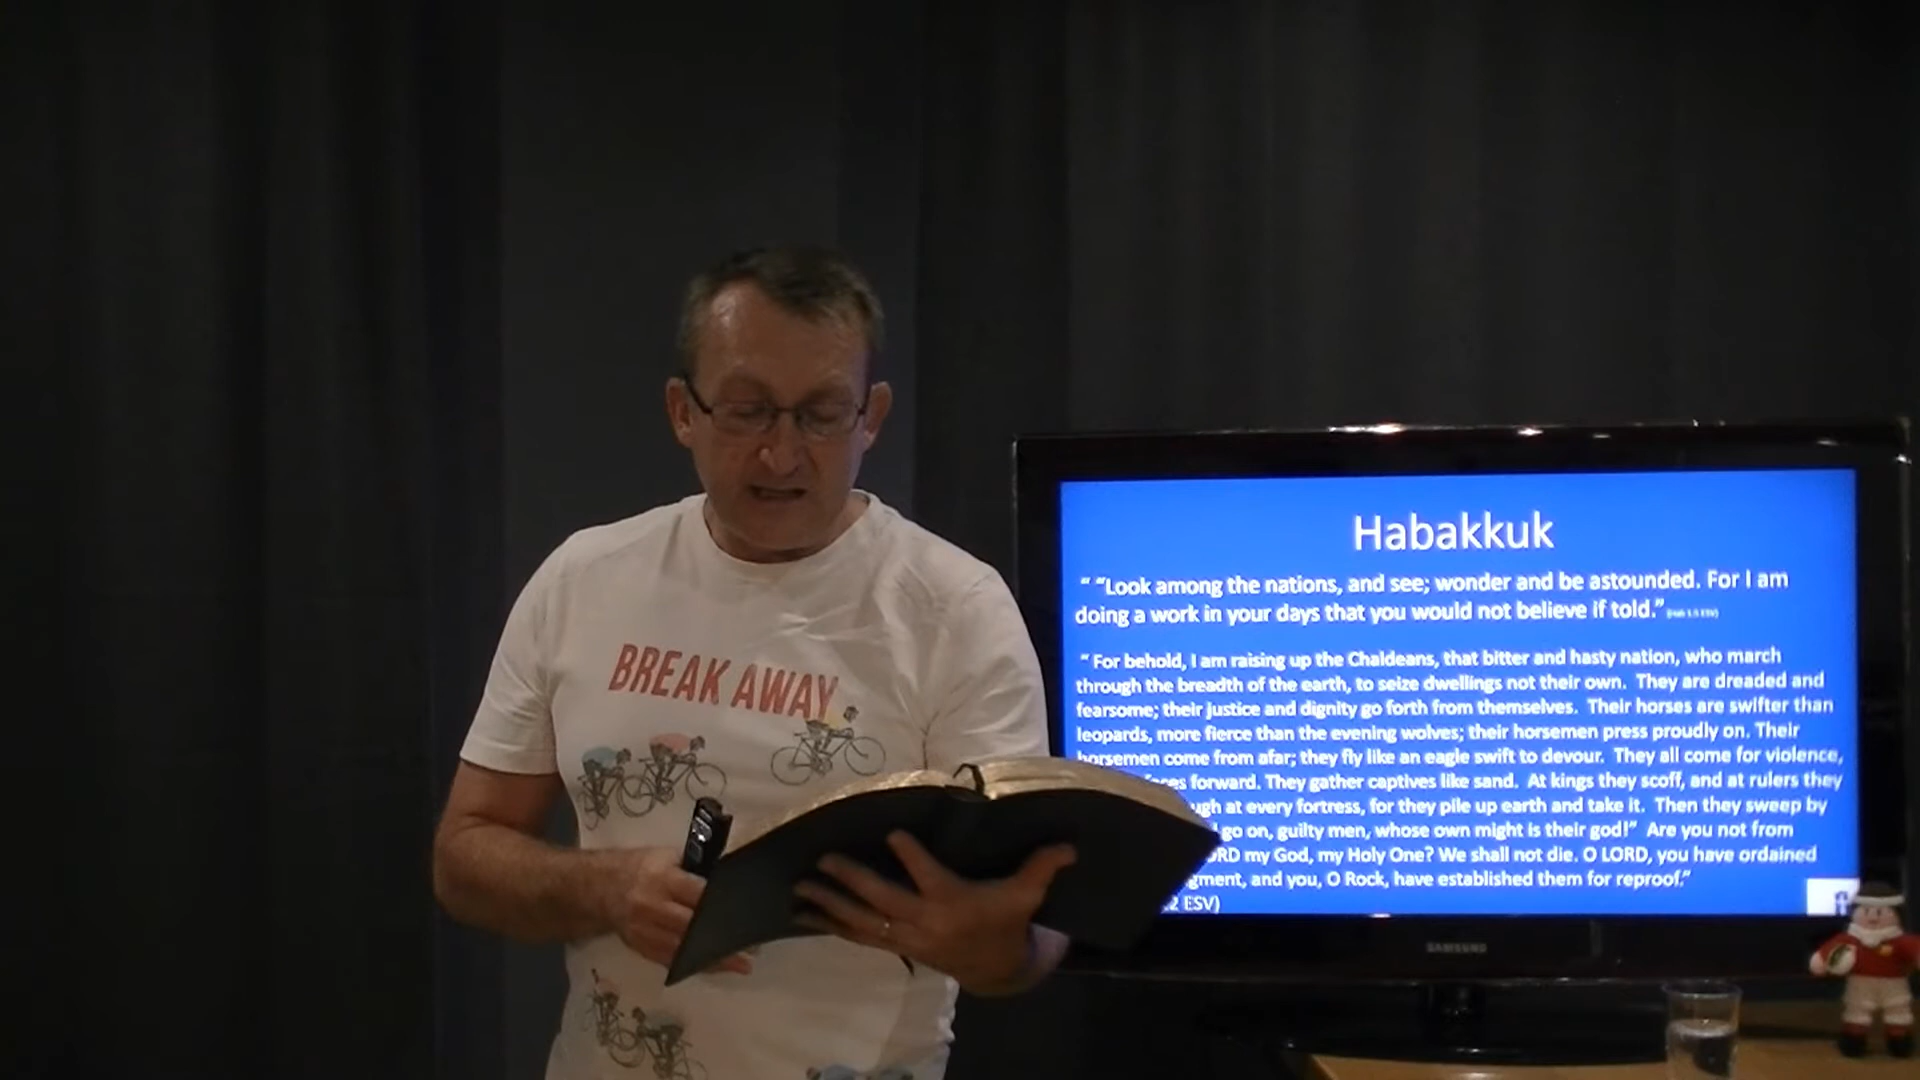 BREAK AWAY
Habakkuk
“ “Look among the nations, and see; wonder and be astounded. For I am
doing a work in your days that you would not believe if told.”
“ For behold, I am raising up the Chaldeans, that bitter and hasty nation, who march
through the breadth of the earth, to seize dwellings not their own. They are dreaded and
fearsome; their justice and dignity go forth from themselves. Their horses are swifter than
leopards, more fierce than the evening wolves; their horsemen press proudly on. Their
horsemen come from afar; they fly like an eagle swift to devour. They all come for violence,
forward. They gather captives like sand. At kings they scoff, and at rulers they
at every fortress, for they pile up earth and take it. Then they sweep by
go on, guilty men, whose own might is their god!” Are you not from
my God, my Holy One? We shall not die. O LORD, you have ordained
and you, O Rock, have established them for reproof.”
ESV)
SAMSUNG